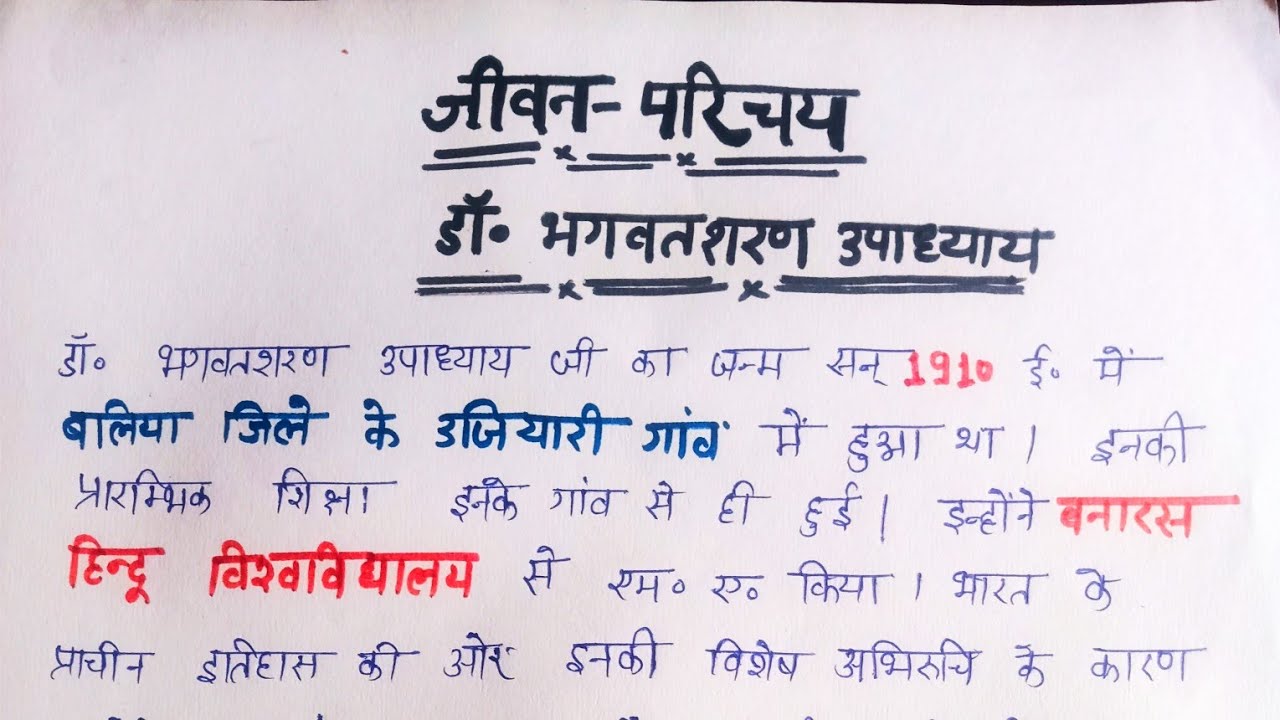 जीवन-परिचय
डॉ० भगवतशरण उपाध्याय
डॉ० भगवतशरण उपाध्याय जी का जन्म सन् 1910 ई० में
बलिया जिले के उजियारी गांव में हुआ था। इनकी
प्रारम्भिक शिक्षा इनके गांव से ही हुई। इन्होंने बनारस
हिन्दू विश्वविद्यालय से एम० ए० किया। भारत के
प्राचीन इतिहास की ओर इनकी विशेष अभिरुचि के कारण